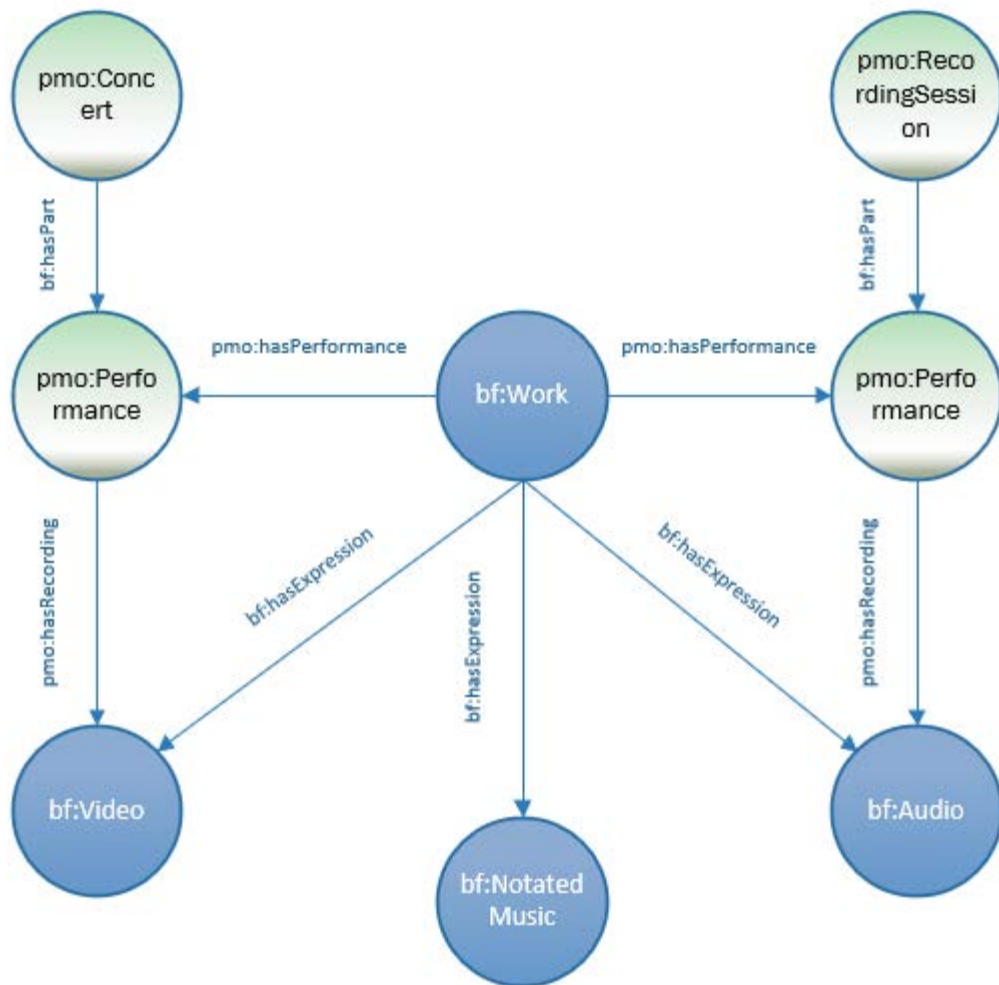 pmo:Conc
ert
pmo:Reco
rdingSessi
on
bf:hasPart
bf:hasPart
pmo:hasPerformance
pmo:hasPerformance
pmo:Perfo
rmance
bf:Work
pmo:Perfo
rmance
pmo:hasRecording
bf:hasExpression
bf:hasExpression
bf:hasExpression
pmo:hasRecording
bf:Video
bf:Audio
bf:Notated
Music